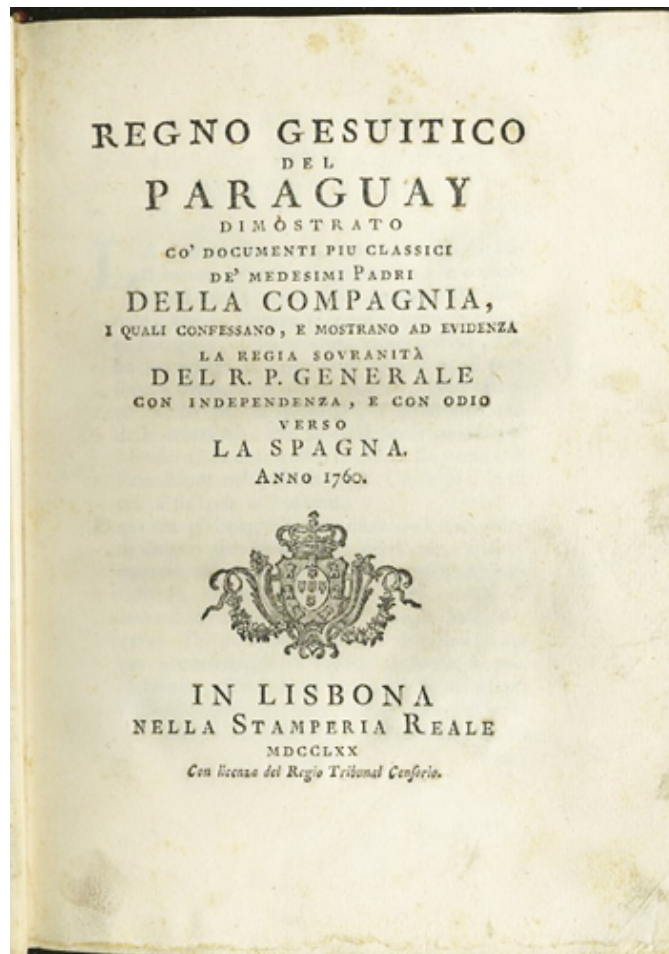 REGNO GESUITICO
DEL
PARAGUAY
DIMOSTRATO
CO' DOCUMENTI PIU CLASSICI
DE' MEDESIMI PADRI
DELLA COMPAGNIA,
I QUALI CONFESSANO, E MOSTRANO AD EVIDENZA
LA REGIA SOVRANITÀ
DEL R. P. GENERALE
CON INDEPENDENZA, E CON ODIO
VERSO
LA SPAGNA.
ANNO 1760.
IN LISBONA
NELLA STAMPERIA REALE
MDCCLXX
Con licenza del Regio Tribunal Censorio.